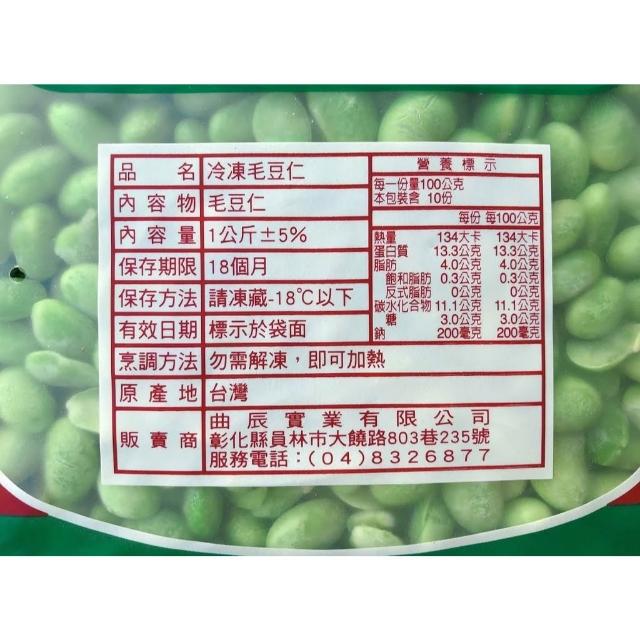 品名 冷凍毛豆仁
內容物 毛豆仁
內容量 1公斤±5%
保存期限 18個月
保存方法 請凍藏-18℃以下
有效日期 標示於袋面
烹調方法 勿需解凍，即可加熱
原產地 台灣
販賣商 曲辰實業有限公司
彰化縣員林市大饒路803巷235號
服務電話：(04)8326877
營養標示
每一份量100公克
本包裝含 10份
每份 每100公克
熱量 134大卡 134大卡
蛋白質 13.3公克 13.3公克
脂肪 4.0公克 4.0公克
飽和脂肪 0.3公克 0.3公克
反式脂肪 0公克 0公克
碳水化合物 11.1公克 11.1公克
糖 3.0公克 3.0公克
鈉 200毫克 200毫克